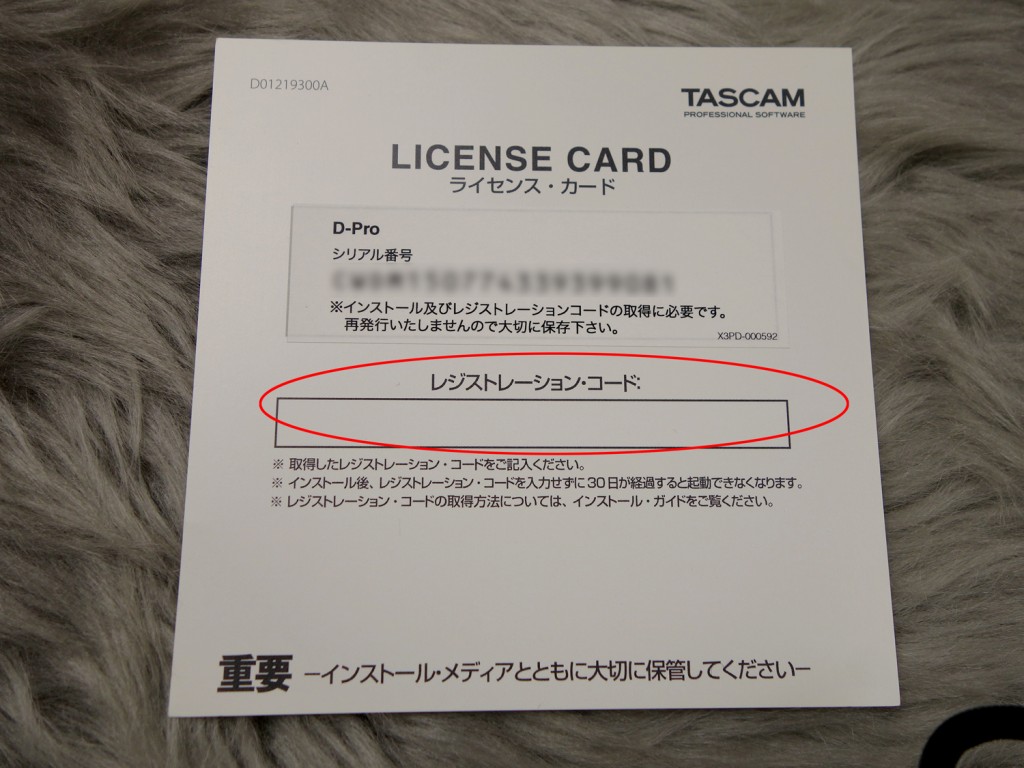 D01219300A
TASCAM
PROFESSIONAL SOFTWARE
LICENSE CARD
ライセンス・カード
D-Pro
シリアル番号
※インストール及びレジストレーションコードの取得に必要です。
再発行いたしませんので大切に保存下さい。
X3PD-000592
レジストレーション・コード:
※ 取得したレジストレーション・コードをご記入ください。
※ インストール後、レジストレーション・コードを入力せずに30日が経過すると起動できなくなります。
※ レジストレーション・コードの取得方法については、インストール・ガイドをご覧ください。
重要 −インストール・メディアとともに大切に保管してください−